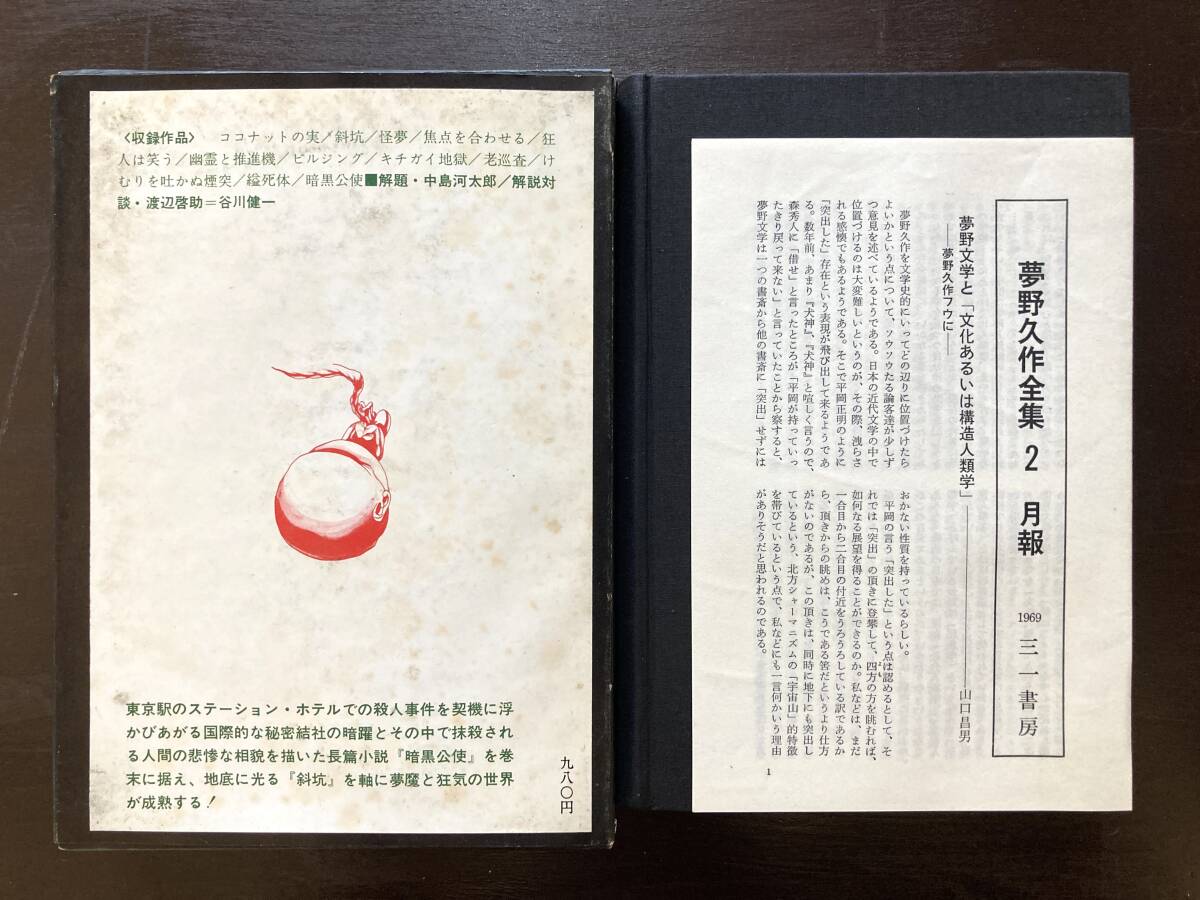 〈収録作品〉　ココナットの実／斜坑／怪夢／焦点を合わせる／狂
人は笑う／幽霊と推進機／ビルジング／キチガイ地獄／老巡査／け
むりを吐かぬ煙突／縊死体／暗黒公使■解題・中島河太郎／解説対
談・渡辺啓助＝谷川健一
東京駅のステーション・ホテルでの殺人事件を契機に浮
かびあがる国際的な秘密結社の暗躍とその中で抹殺され
る人間の悲惨な相貌を描いた長篇小説『暗黒公使』を巻
末に据え、地底に光る『斜坑』を軸に夢魔と狂気の世界
が成熟する！
九八〇円
夢野久作全集 2 月報 1969 三一書房
夢野文学と「文化あるいは構造人類学」――山口昌男
――夢野久作フウに――
夢野久作を文学史的にいってどの辺りに位置づけたら
よいかという点について、ソウソウたる論客達が少しず
つ意見を述べているようである。日本の近代文学の中で
位置づけるのは大変難しいというのが、その際、洩らさ
れる感懐でもあるようである。そこで平岡正明のように
「突出した」存在という表現が飛び出して来るようであ
る。数年前、あまり『犬神』、『犬神』と喧しく言うので、
森秀人に「借せ」と言ったところが「平岡が持っていっ
たきり戻って来ない」と言っていたことから察すると、
夢野文学は一つの書斎から他の書斎に「突出」せずには
おかない性質を持っているらしい。
平岡の言う「突出した」という点は認めるとして、そ
れでは「突出」の頂きに登攀して、四方の方を眺むれば、
如何なる展望を得ることができるのか。私などは、まだ
一合目から二合目の付近をうろうろしている訳であるか
ら、頂きからの眺めは、こうである筈だというより仕方
がないのであるが、この頂きは、同時に地下にも突出し
ているという、北方シャーマニズムの「宇宙山」的特徴
を帯びているという点で、私などにも一言何かいう理由
がありそうだと思われるのである。
1